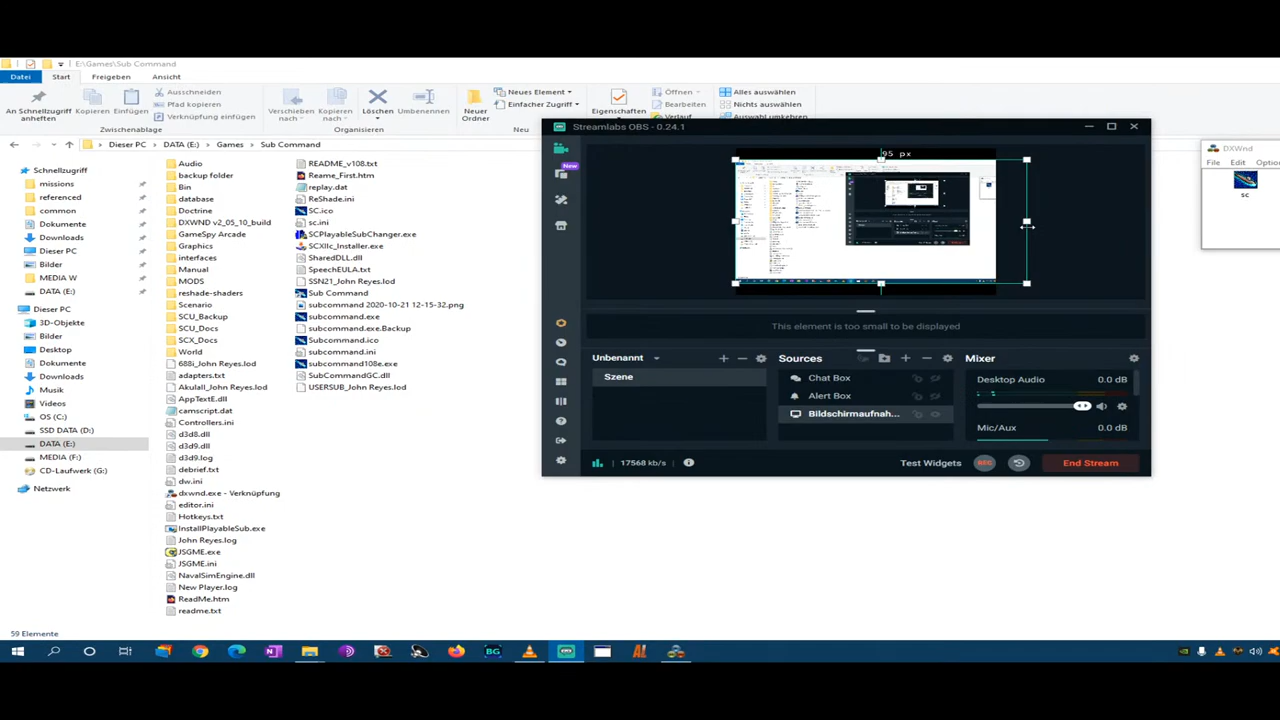 E:\Games\Sub Command
Datei
Start
Freigeben
Ansicht
An Schnellzugriff anheften
Kopieren
Einfügen
Ausschneiden
Pfad kopieren
Verknüpfung einfügen
Zwischenablage
Verschieben nach
Kopieren nach
Löschen
Umbenennen
Organisieren
Neuer Ordner
Neues Element
Einfacher Zugriff
Neu
Eigenschaften
Öffnen
Bearbeiten
Verlauf
Alles auswählen
Nichts auswählen
Auswahl umkehren
Dieser PC
DATA (E:)
Games
Sub Command
Schnellzugriff
missions
referenced
common
Dokumente
Downloads
Dieser PC
Bilder
MEDIA W
DATA (E:)
Dieser PC
3D-Objekte
Bilder
Desktop
Dokumente
Downloads
Musik
Videos
OS (C:)
SSD DATA (D:)
DATA (E:)
MEDIA (F:)
CD-Laufwerk (G:)
Netzwerk
Audio
backup folder
Bin
database
Doctrine
DXWND v2_05_10_build
GameSpy Arcade
Graphics
interfaces
Manual
MODS
reshade-shaders
Scenario
SCU_Backup
SCU_Docs
SCX_Docs
World
688i_John Reyes.lod
adapters.txt
AkulaII_John Reyes.lod
AppTextE.dll
camscript.dat
Controllers.ini
d3d8.dll
d3d9.dll
d3d9.log
debrief.txt
dw.ini
dxwnd.exe - Verknüpfung
editor.ini
Hotkeys.txt
InstallPlayableSub.exe
John Reyes.log
JSGME.exe
JSGME.ini
NavalSimEngine.dll
New Player.log
ReadMe.htm
readme.txt
README_v108.txt
Reame_First.htm
replay.dat
ReShade.ini
SC.ico
sc.ini
SCPlayableSubChanger.exe
SCXIIc_Installer.exe
SharedDLL.dll
SpeechEULA.txt
SSN21_John Reyes.lod
Sub Command
subcommand 2020-10-21 12-15-32.png
subcommand.exe
subcommand.exe.Backup
Subcommand.ico
subcommand.ini
subcommand108e.exe
SubCommandGC.dll
USERSUB_John Reyes.lod
59 Elemente
Streamlabs OBS - 0.24.1
New
95 px
This element is too small to be displayed
Unbenannt
Szene
Sources
Chat Box
Alert Box
Bildschirmaufnah...
Mixer
Desktop Audio
0.0 dB
Mic/Aux
0.0 dB
17568 kb/s
Test Widgets
REC
End Stream
DXWnd
File
Edit
Optio
sc